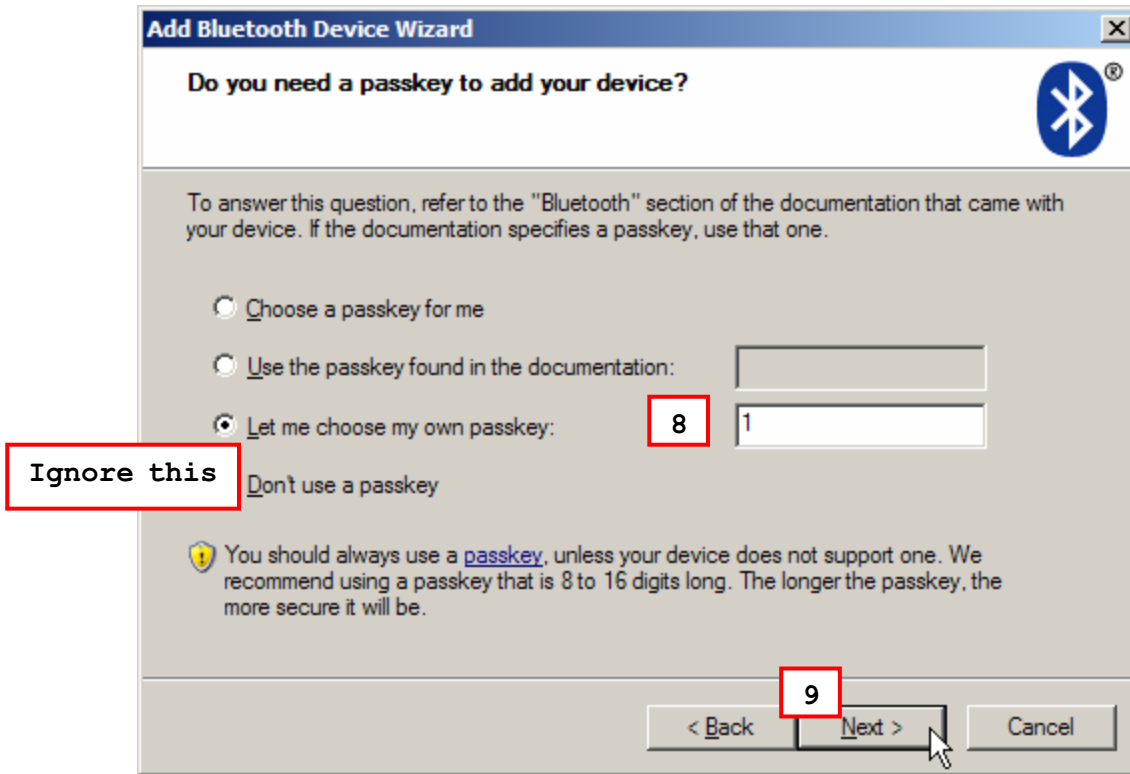 Add Bluetooth Device Wizard
Do you need a passkey to add your device?
®
To answer this question, refer to the "Bluetooth" section of the documentation that came with
your device. If the documentation specifies a passkey, use that one.
Choose a passkey for me
Use the passkey found in the documentation:
Let me choose my own passkey:
8
1
Ignore this
Don't use a passkey
You should always use a passkey, unless your device does not support one. We
recommend using a passkey that is 8 to 16 digits long. The longer the passkey, the
more secure it will be.
9
< Back
Next >
Cancel